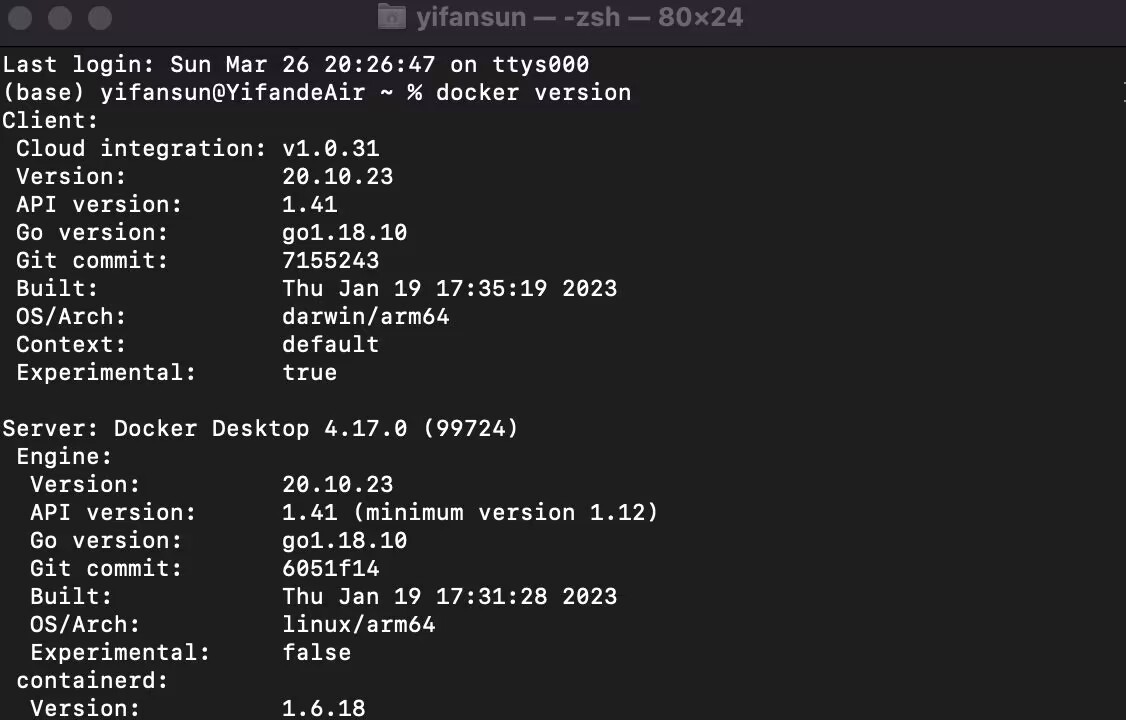 yifansun — -zsh — 80×24
Last login: Sun Mar 26 20:26:47 on ttys000
(base) yifansun@YifandeAir ~ % docker version
Client:
 Cloud integration: v1.0.31
 Version:           20.10.23
 API version:       1.41
 Go version:        go1.18.10
 Git commit:        7155243
 Built:             Thu Jan 19 17:35:19 2023
 OS/Arch:           darwin/arm64
 Context:           default
 Experimental:      true

Server: Docker Desktop 4.17.0 (99724)
 Engine:
  Version:          20.10.23
  API version:      1.41 (minimum version 1.12)
  Go version:       go1.18.10
  Git commit:       6051f14
  Built:            Thu Jan 19 17:31:28 2023
  OS/Arch:          linux/arm64
  Experimental:     false
 containerd:
  Version:          1.6.18